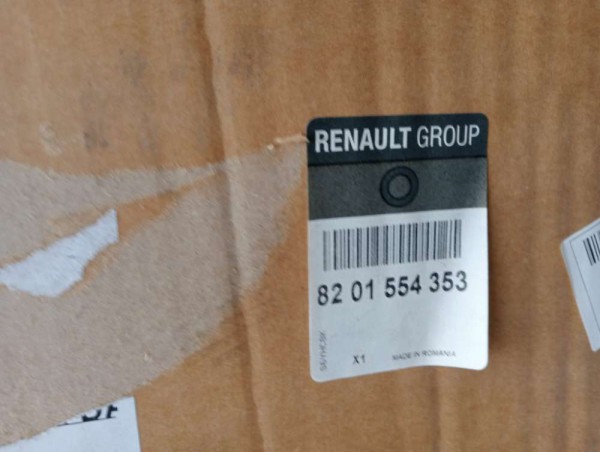 RENAULT GROUP
82 01 554 353
X1 MADE IN ROMANIA